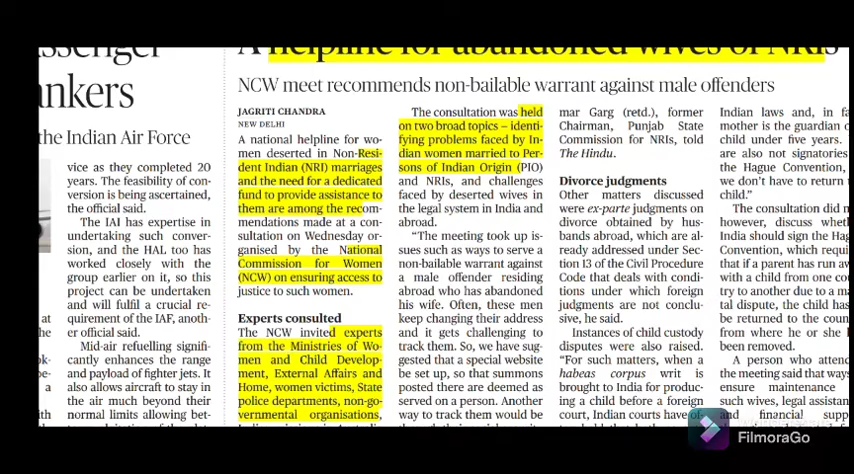 ankers
the Indian Air Force
vice as they completed 20
years. The feasibility of con-
version is being ascertained,
the official said.
The IAI has expertise in
undertaking such conver-
sion, and the HAL too has
worked closely with the
group earlier on it, so this
project can be undertaken
and will fulfil a crucial re-
quirement of the IAF, anoth-
er official said.
Mid-air refuelling signifi-
cantly enhances the range
and payload of fighter jets. It
also allows aircraft to stay in
the air much beyond their
normal limits allowing bet-
A helpline for abandoned wives of NRIs
NCW meet recommends non-bailable warrant against male offenders
JAGRITI CHANDRA
NEW DELHI
A national helpline for wo-
men deserted in Non-Resi-
dent Indian (NRI) marriages
and the need for a dedicated
fund to provide assistance to
them are among the recom-
mendations made at a con-
sultation on Wednesday or-
ganised by the National
Commission for Women
(NCW) on ensuring access to
justice to such women.
Experts consulted
The NCW invited experts
from the Ministries of Wo-
men and Child Develop-
ment, External Affairs and
Home, women victims, State
police departments, non-go-
vernmental organisations,
The consultation was held
on two broad topics – identi-
fying problems faced by In-
dian women married to Per-
sons of Indian Origin (PIO)
and NRIs, and challenges
faced by deserted wives in
the legal system in India and
abroad.
“The meeting took up is-
sues such as ways to serve a
non-bailable warrant against
a male offender residing
abroad who has abandoned
his wife. Often, these men
keep changing their address
and it gets challenging to
track them. So, we have sug-
gested that a special website
be set up, so that summons
posted there are deemed as
served on a person. Another
way to track them would be
mar Garg (retd.), former
Chairman, Punjab State
Commission for NRIs, told
The Hindu.
Divorce judgments
Other matters discussed
were ex-parte judgments on
divorce obtained by hus-
bands abroad, which are al-
ready addressed under Sec-
tion 13 of the Civil Procedure
Code that deals with condi-
tions under which foreign
judgments are not conclu-
sive, he said.
Instances of child custody
disputes were also raised.
“For such matters, when a
habeas corpus writ is
brought to India for produc-
ing a child before a foreign
court, Indian courts have
Indian laws and, in fa
mother is the guardian o
child under five years.
are also not signatories
the Hague Convention,
we don’t have to return
child.”
The consultation did n
however, discuss wheth
India should sign the Hag
Convention, which requir
that if a parent has run aw
with a child from one cou
try to another due to a ma
tal dispute, the child has
be returned to the coun
from where he or she h
been removed.
A person who atten
the meeting said that ways
ensure maintenance
such wives, legal assistan
and financial supp
FilmoraGo